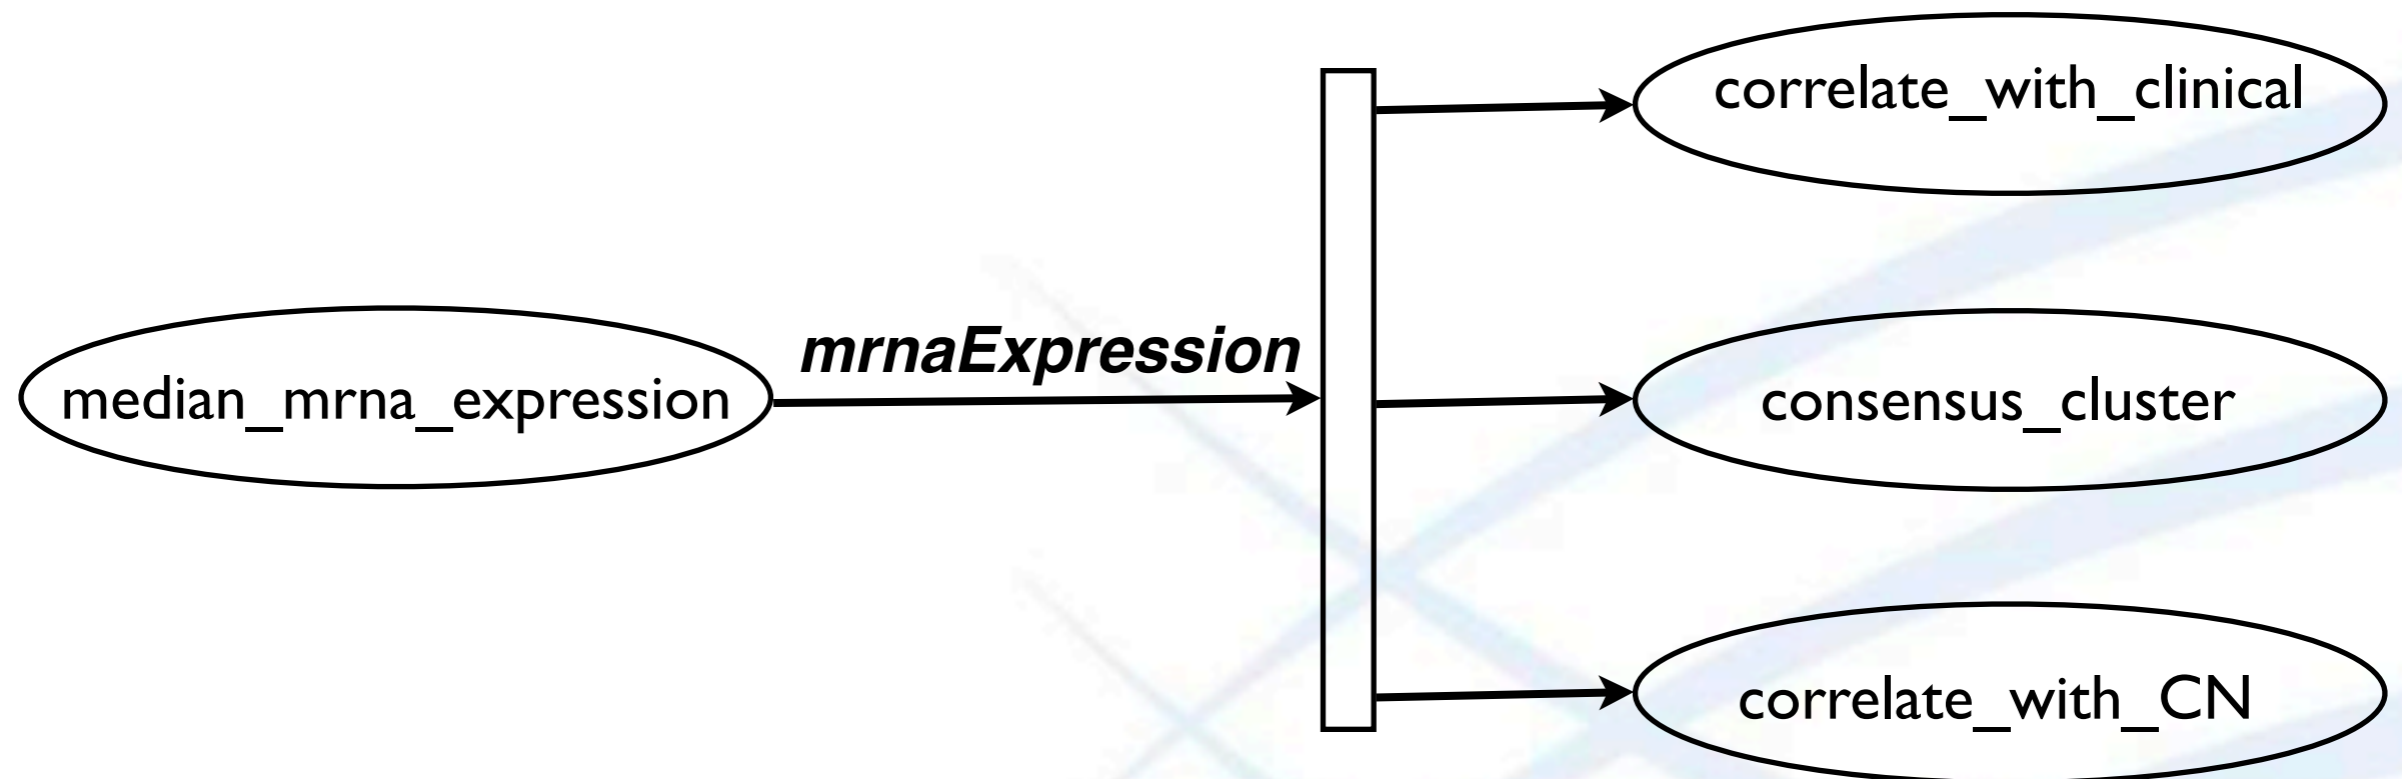 correlate_with_clinical
mrnaExpression
median_mrna_expression
consensus_cluster
correlate_with_CN